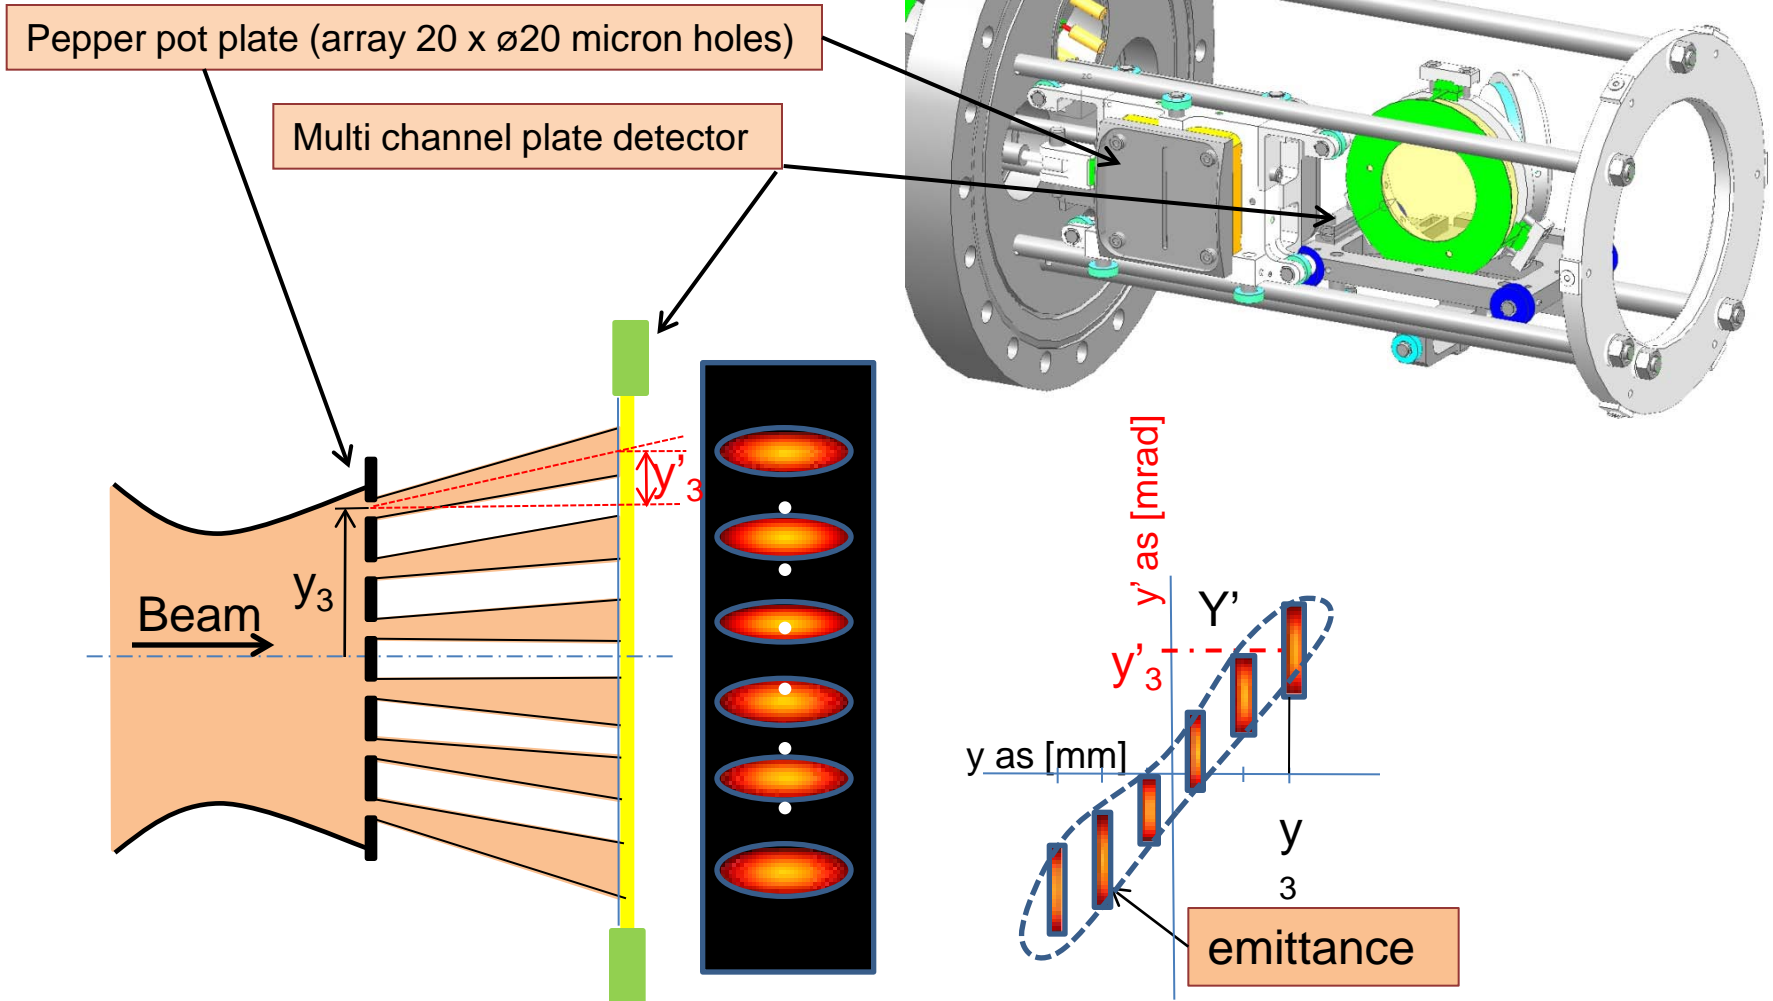 Pepper pot plate (array 20 x ø20 micron holes)
Multi channel plate detector
y'3
y3
Beam
y' as [mrad]
Y'
y'3
y as [mm]
y
3
emittance